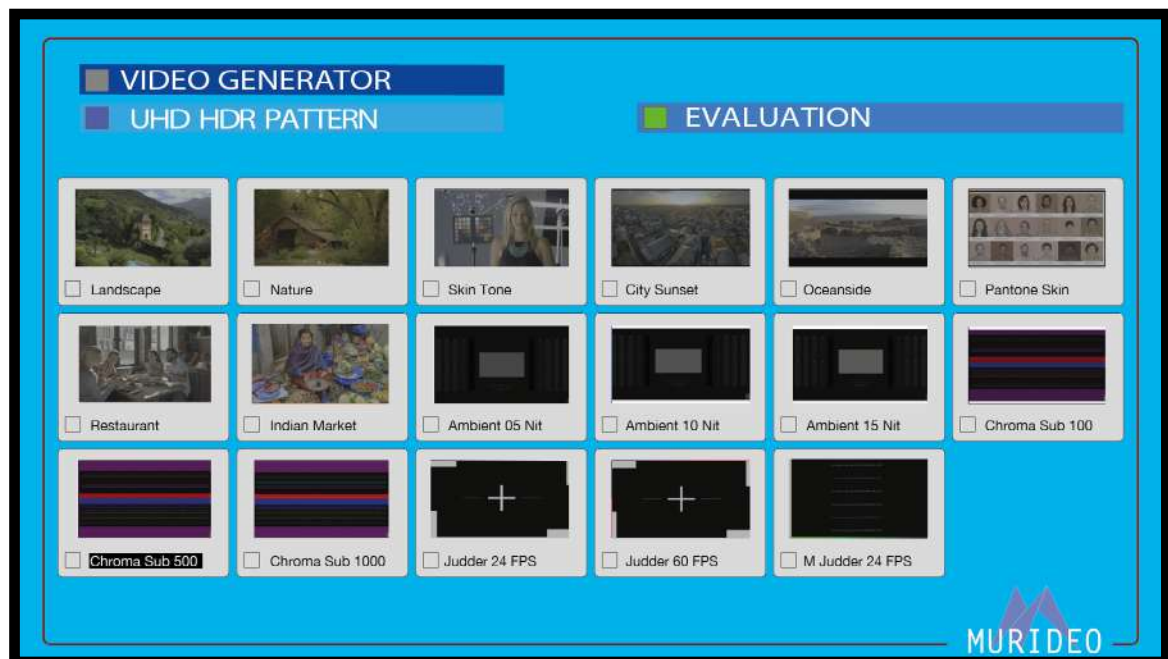 VIDEO GENERATOR
UHD HDR PATTERN
EVALUATION
Landscape
Nature
Skin Tone
City Sunset
Oceanside
Pantone Skin
Restaurant
Indian Market
Ambient 05 Nit
Ambient 10 Nit
Ambient 15 Nit
Chroma Sub 100
Chroma Sub 500
Chroma Sub 1000
Judder 24 FPS
Judder 60 FPS
M Judder 24 FPS
MURIDEO